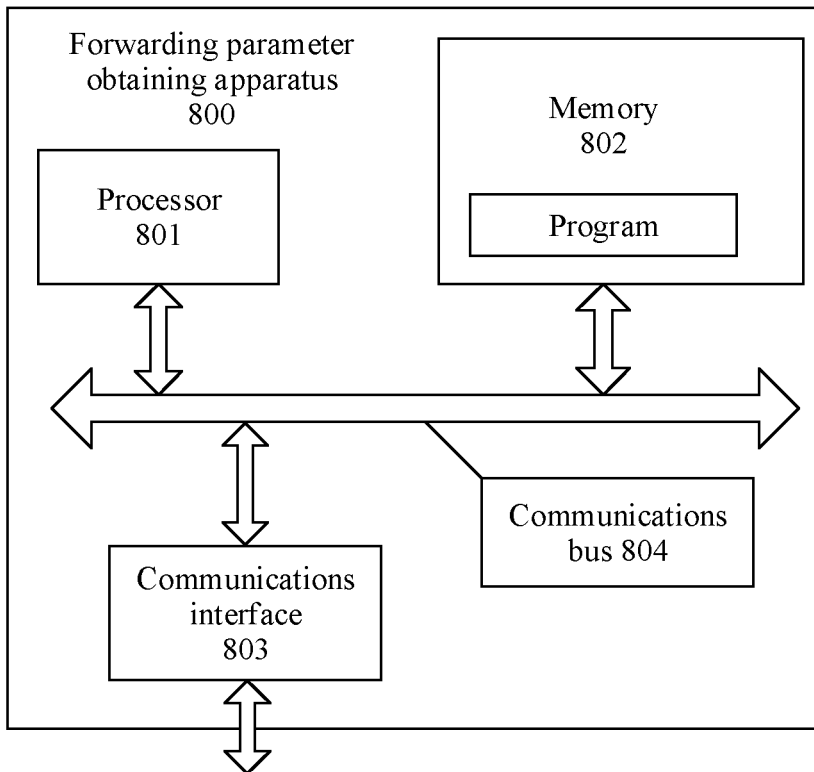 Forwarding parameter
obtaining apparatus
800
Memory
802
Processor
801
Program
Communications
bus 804
Communications
interface
803